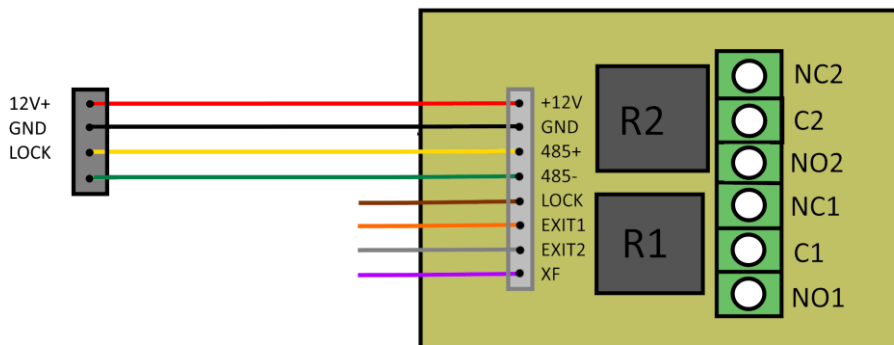 12V+
GND
LOCK
+12V
GND
485+
485-
LOCK
EXIT1
EXIT2
XF
R2
R1
NC2
C2
NO2
NC1
C1
NO1